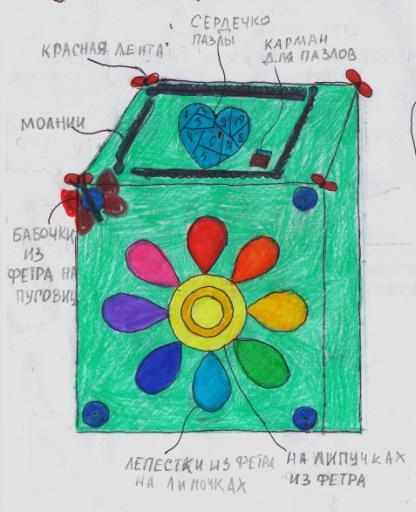 СЕРДЕЧКО
ПАЗЛЫ
КРАСНАЯ ЛЕНТА
КАРМАН
ДЛЯ ПАЗЛОВ
МОЛНИИ
БАБОЧКИ
ИЗ
ФЕТРА НА
ПУГОВИЦ
ЛЕПЕСТКИ ИЗ ФЕТРА
НА ЛИПОЧКАХ
НА ЛИПУЧКАХ
ИЗ ФЕТРА